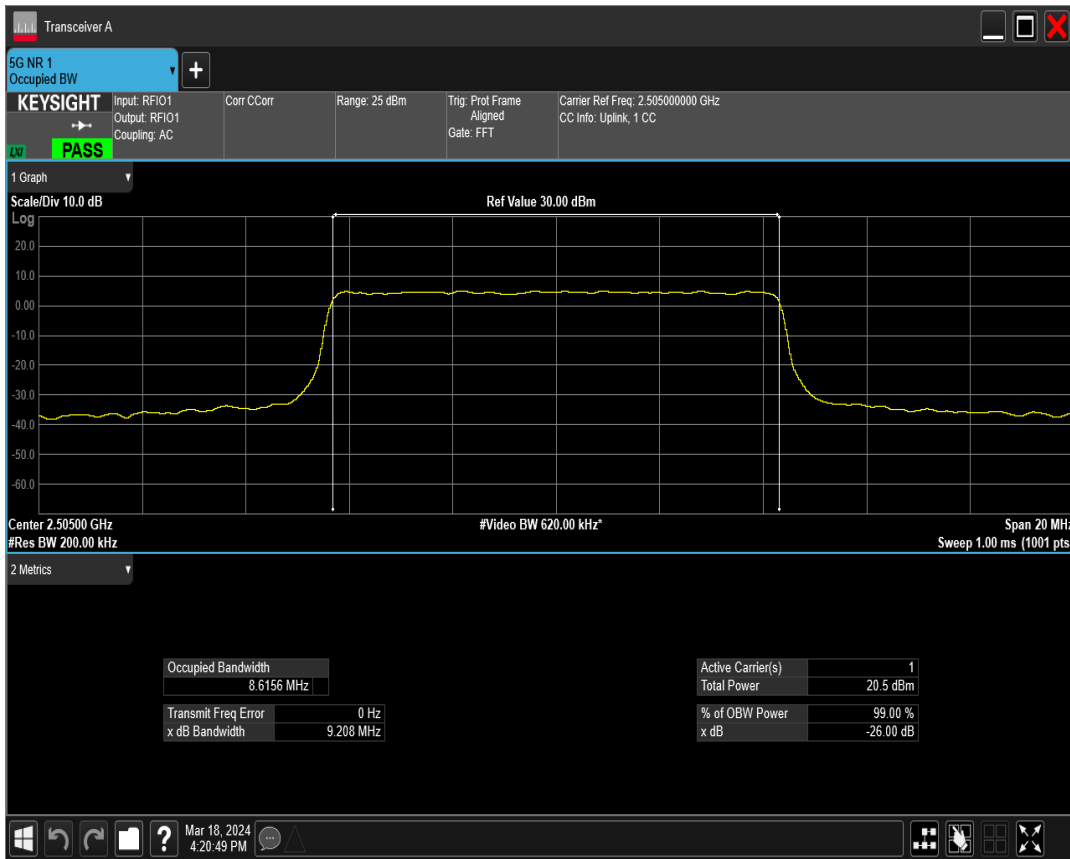 Transceiver A
5G NR 1
Occupied BW
KEYSIGHT
LXI
PASS
Input: RFIO1
Output: RFIO1
Coupling: AC
Corr CCorr
Range: 25 dBm
Trig: Prot Frame
Aligned
Gate: FFT
Carrier Ref Freq: 2.505000000 GHz
CC Info: Uplink, 1 CC
1 Graph
Scale/Div 10.0 dB
Ref Value 30.00 dBm
Log
20.0
10.0
0.00
-10.0
-20.0
-30.0
-40.0
-50.0
-60.0
Center 2.50500 GHz
#Video BW 620.00 kHz*
Span 20 MHz
#Res BW 200.00 kHz
Sweep 1.00 ms (1001 pts
2 Metrics
Occupied Bandwidth
8.6156 MHz
Transmit Freq Error 0 Hz
x dB Bandwidth 9.208 MHz
Active Carrier(s) 1
Total Power 20.5 dBm
% of OBW Power 99.00 %
x dB -26.00 dB
?
Mar 18, 2024
4:20:49 PM